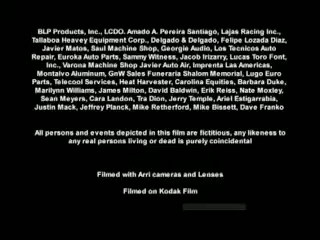 BLP Products, Inc., LCDO. Amado A. Pereira Santiago, Lajas Racing Inc.,
Tallaboa Heavey Equipment Corp., Delgado & Delgado, Felipe Lozada Diaz,
Javier Matos, Saul Machine Shop, Georgie Audio, Los Tecnicos Auto
Repair, Euroka Auto Parts, Sammy Witness, Jacob Irizarry, Lucas Toro Font,
Inc., Varona Machine Shop Javier Auto Air, Imprenta Las Americas,
Montalvo Aluminum, GnW Sales Funeraria Shalom Memorial, Lugo Euro
Parts, Telecool Services, Heat Harvester, Carolina Equities, Barbara Duke,
Marilynn Williams, James Milton, David Baldwin, Erik Reiss, Nate Moxley,
Sean Meyers, Cara Landon, Tra Dion, Jerry Temple, Ariel Estigarrabia,
Justin Mack, Jeffrey Planck, Mike Retherford, Mike Bissett, Dave Franko
All persons and events depicted in this film are fictitious, any likeness to
any real persons living or dead is purely coincidental
Filmed with Arri cameras and Lenses
Filmed on Kodak Film